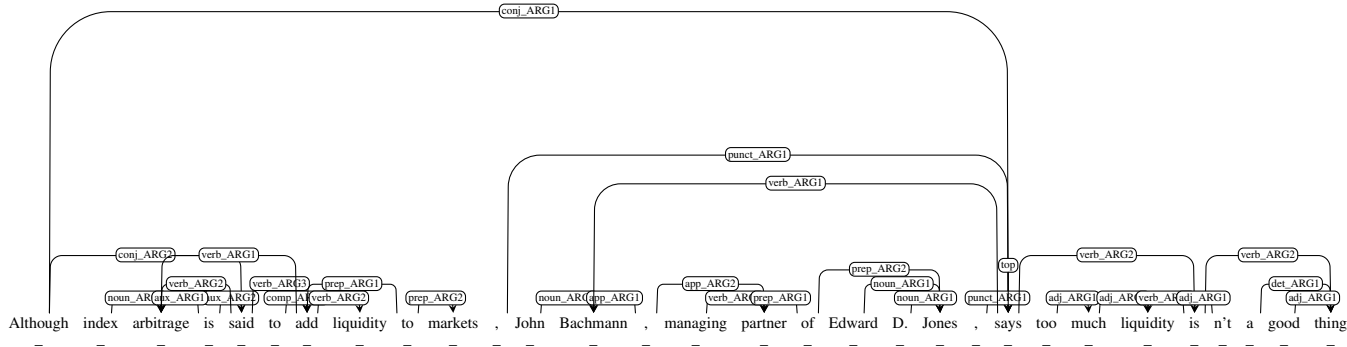 conj_ARG1
punct_ARG1
verb_ARG1
conj_ARG2 verb_ARG1 verb_ARG2 verb_ARG2
prep_ARG2 top
verb_ARG2 verb_ARG3 prep_ARG1 app_ARG2 noun_ARG1 det_ARG1
aux_ARG1 verb_ARG2 prep_ARG2 app_ARG1 prep_ARG1 noun_ARG1 punct_ARG1 adj_ARG1 adj_ARG1 adj_ARG1
Although index arbitrage is said to add liquidity to markets , John Bachmann , managing partner of Edward D. Jones , says too much liquidity is n't a good thing
_ _ _ _ _ _ _ _ _ _ _ _ _ _ _ _ _ _ _ _ _ _ _ _ _ _ _ _ _ _